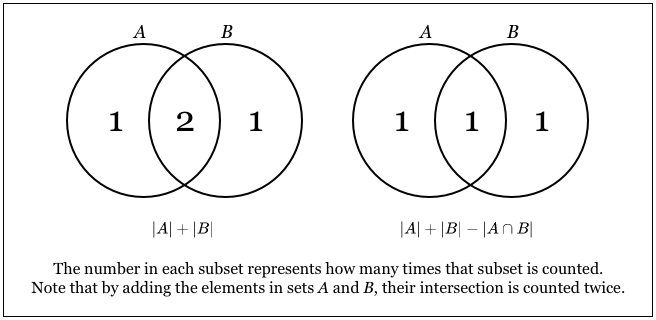 A B A B
1 2 1 1 1 1
|A| + |B| |A| + |B| − |A ∩ B|
The number in each subset represents how many times that subset is counted.
Note that by adding the elements in sets A and B, their intersection is counted twice.